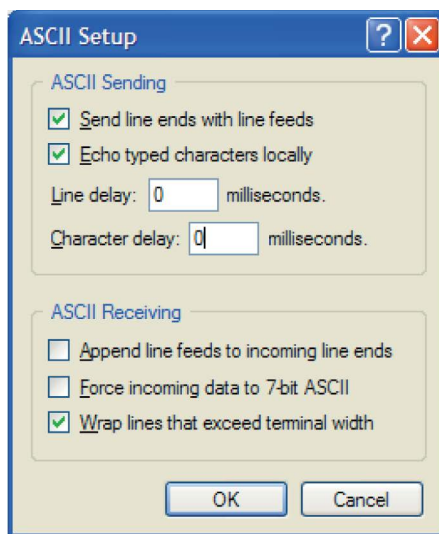 ASCII Setup
ASCII Sending
Send line ends with line feeds
Echo typed characters locally
Line delay: 0 milliseconds.
Character delay: 0 milliseconds.
ASCII Receiving
Append line feeds to incoming line ends
Force incoming data to 7-bit ASCII
Wrap lines that exceed terminal width
OK Cancel